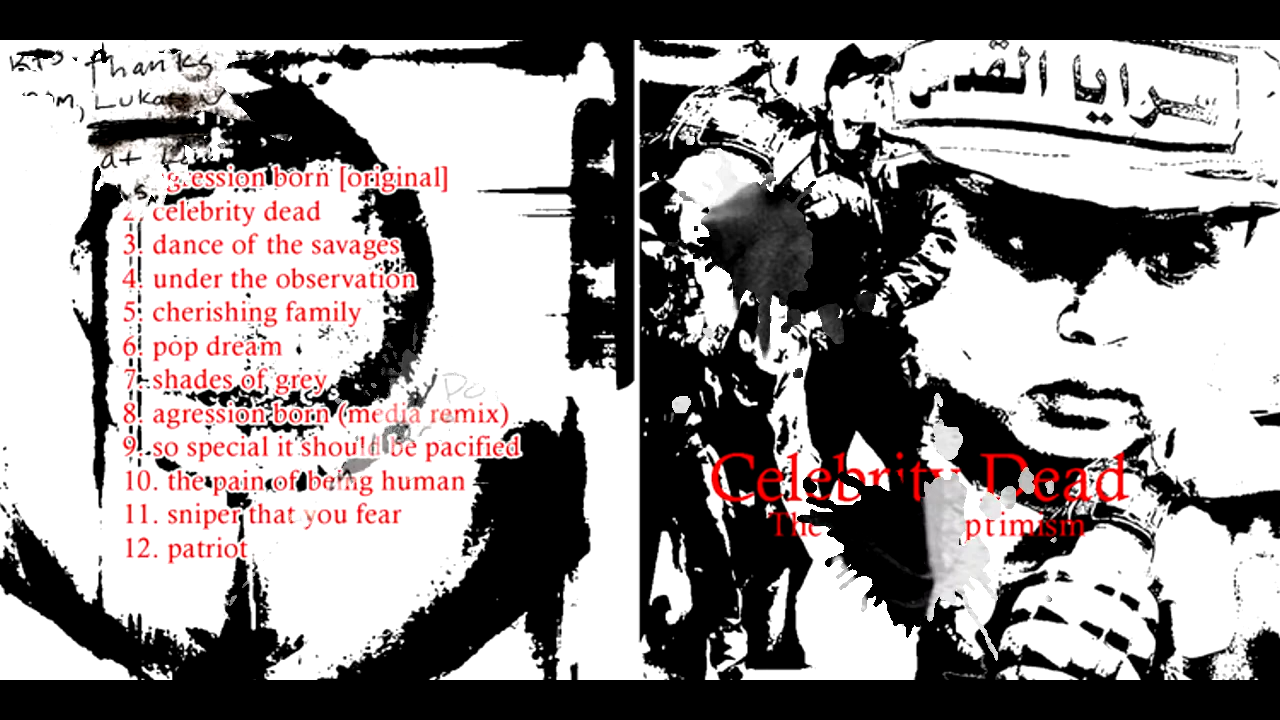 thanks
at
gression born [original]
2. celebrity dead
3. dance of the savages
4. under the observation
5. cherishing family
6. pop dream
7. shades of grey
8. agression born (media remix)
9. so special it should be pacified
10. the pain of being human
11. sniper that you fear
12. patriot
سرايا القدس
Celebrity Dead
The ptimism